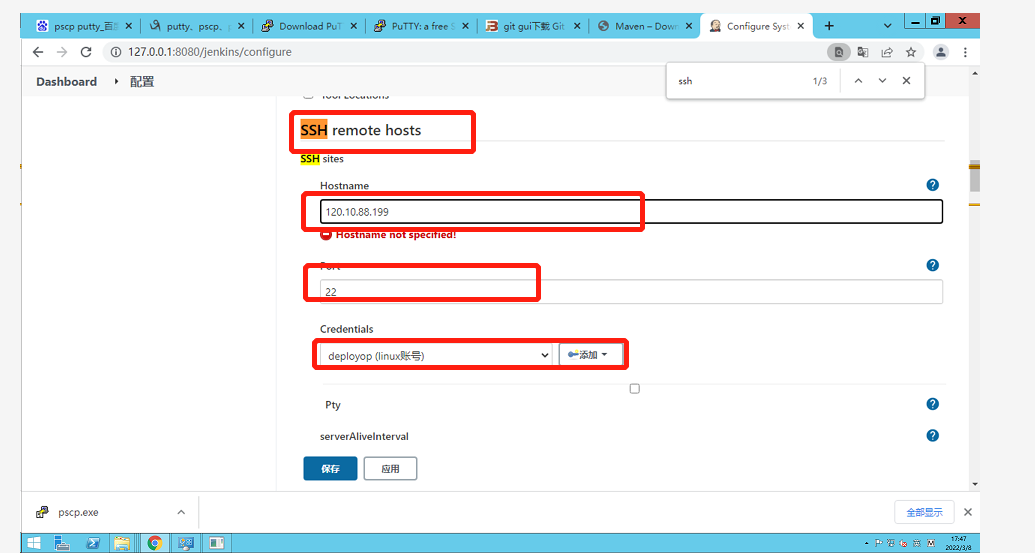 pscp putty_百度
putty、pscp、p
Download PuT
PuTTY: a free S
git gui下载 Git
Maven – Down
Configure Syst
127.0.0.1:8080/jenkins/configure
Dashboard 配置
ssh 1/3
Tool Locations
SSH remote hosts
SSH sites
Hostname
120.10.88.199
Hostname not specified!
Port
22
Credentials
deployop (linux账号)
添加
Pty
serverAliveInterval
保存 应用
pscp.exe
全部显示
17:47
2022/3/8